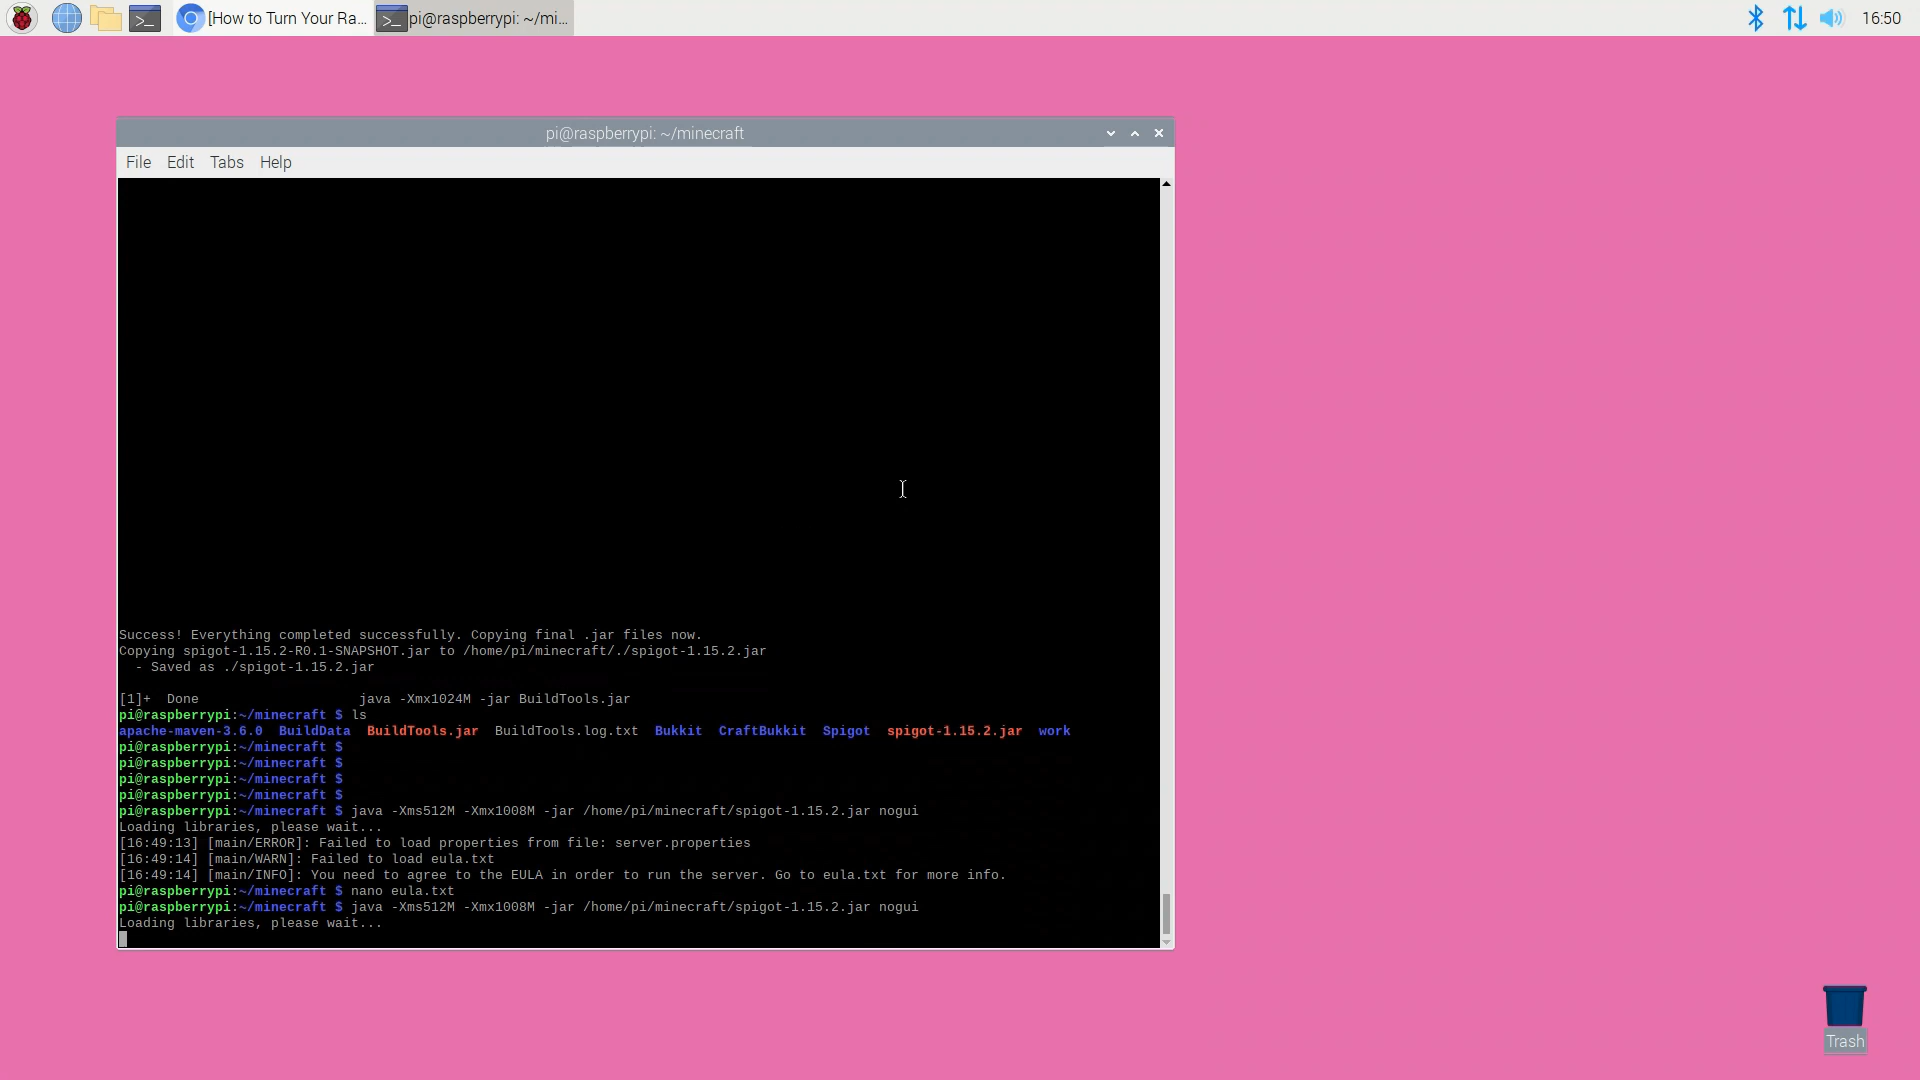 [How to Turn Your Ra...
pi@raspberrypi: ~/mi...
16:50
pi@raspberrypi: ~/minecraft
File Edit Tabs Help
Success! Everything completed successfully. Copying final .jar files now.
Copying spigot-1.15.2-R0.1-SNAPSHOT.jar to /home/pi/minecraft/./spigot-1.15.2.jar
  - Saved as ./spigot-1.15.2.jar
[1]+  Done                    java -Xmx1024M -jar BuildTools.jar
pi@raspberrypi:~/minecraft $ ls
apache-maven-3.6.0  BuildData  BuildTools.jar  BuildTools.log.txt  Bukkit  CraftBukkit  Spigot  spigot-1.15.2.jar  work
pi@raspberrypi:~/minecraft $
pi@raspberrypi:~/minecraft $
pi@raspberrypi:~/minecraft $
pi@raspberrypi:~/minecraft $
pi@raspberrypi:~/minecraft $ java -Xms512M -Xmx1008M -jar /home/pi/minecraft/spigot-1.15.2.jar nogui
Loading libraries, please wait...
[16:49:13] [main/ERROR]: Failed to load properties from file: server.properties
[16:49:14] [main/WARN]: Failed to load eula.txt
[16:49:14] [main/INFO]: You need to agree to the EULA in order to run the server. Go to eula.txt for more info.
pi@raspberrypi:~/minecraft $ nano eula.txt
pi@raspberrypi:~/minecraft $ java -Xms512M -Xmx1008M -jar /home/pi/minecraft/spigot-1.15.2.jar nogui
Loading libraries, please wait...
Trash